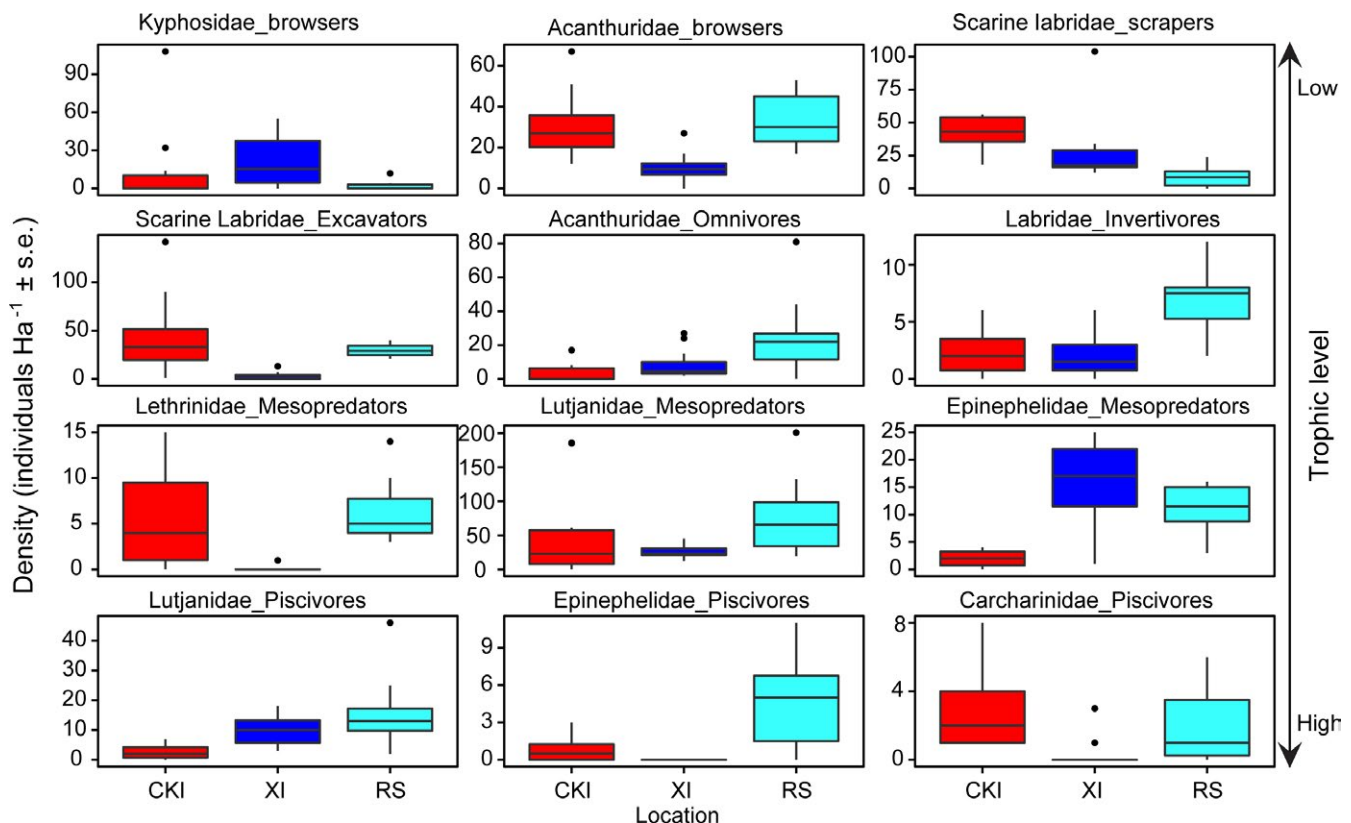 Kyphosidae_browsers
Acanthuridae_browsers
Scarine labridae_scrapers
90
60
30
0
60
40
20
0
100
75
50
25
0
Scarine Labridae_Excavators
Acanthuridae_Omnivores
Labridae_Invertivores
100
50
0
80
60
40
20
0
10
5
0
Lethrinidae_Mesopredators
Lutjanidae_Mesopredators
Epinephelidae_Mesopredators
15
10
5
0
200
150
100
50
0
25
20
15
10
5
0
Lutjanidae_Piscivores
Epinephelidae_Piscivores
Carcharinidae_Piscivores
40
30
20
10
0
9
6
3
0
8
4
0
CKI XI RS
CKI XI RS
CKI XI RS
Location
Density (individuals Ha⁻¹ ± s.e.)
Low
Trophic level
High